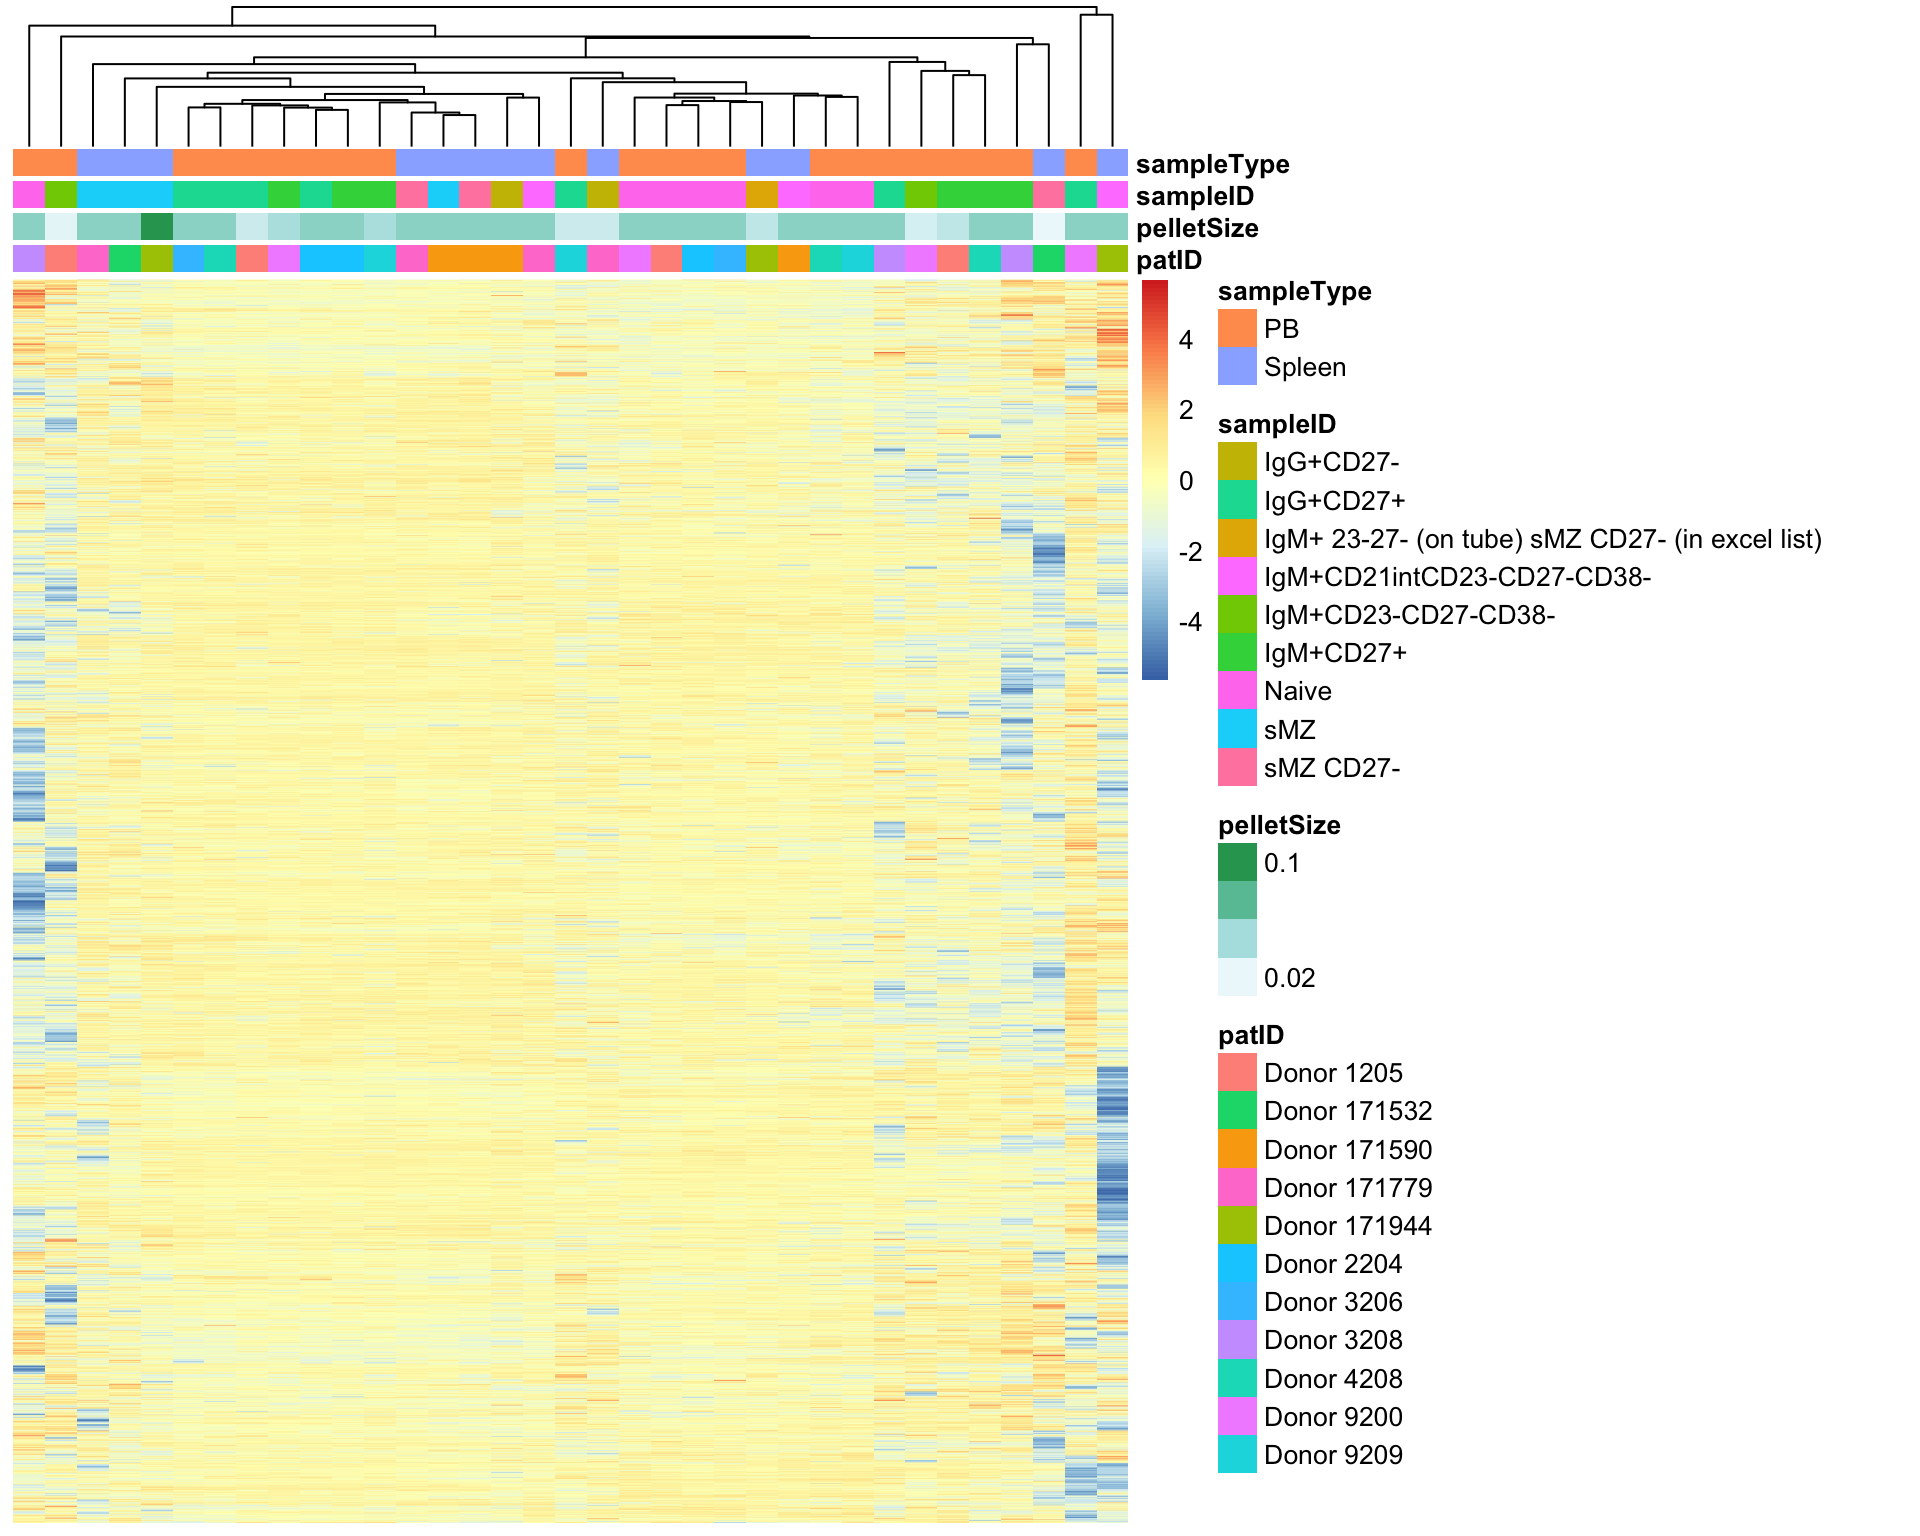 sampleType
sampleID
pelletSize
patID
4
2
0
-2
-4
sampleType
PB
Spleen
sampleID
IgG+CD27-
IgG+CD27+
IgM+ 23-27- (on tube) sMZ CD27- (in excel list)
IgM+CD21intCD23-CD27-CD38-
IgM+CD23-CD27-CD38-
IgM+CD27+
Naive
sMZ
sMZ CD27-
pelletSize
0.1
0.02
patID
Donor 1205
Donor 171532
Donor 171590
Donor 171779
Donor 171944
Donor 2204
Donor 3206
Donor 3208
Donor 4208
Donor 9200
Donor 9209